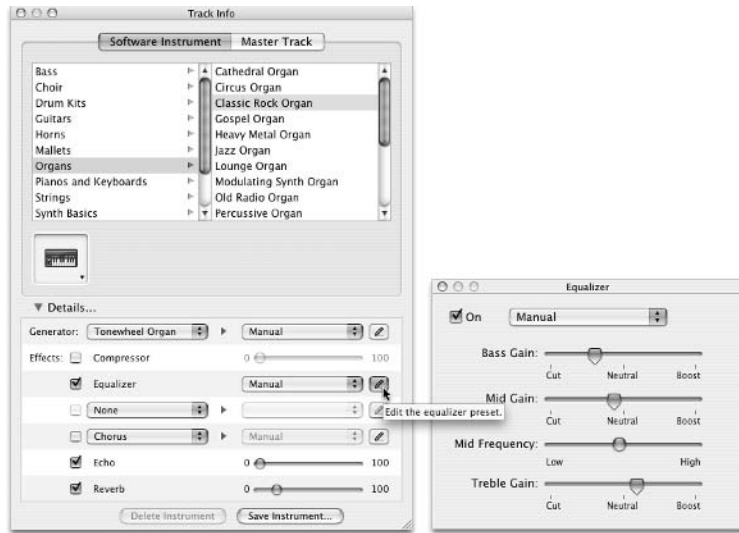 Track Info
Software Instrument Master Track
Bass
Choir
Drum Kits
Guitars
Horns
Mallets
Organs
Pianos and Keyboards
Strings
Synth Basics
Cathedral Organ
Circus Organ
Classic Rock Organ
Gospel Organ
Heavy Metal Organ
Jazz Organ
Lounge Organ
Modulating Synth Organ
Old Radio Organ
Percussive Organ
Details...
Generator: Tonewheel Organ Manual
Effects: Compressor 0 100
Equalizer Manual
Edit the equalizer preset.
None
Chorus Manual
Echo 0 100
Reverb 0 100
Delete Instrument Save Instrument...
Equalizer
On Manual
Bass Gain:
Cut Neutral Boost
Mid Gain:
Cut Neutral Boost
Mid Frequency:
Low High
Treble Gain:
Cut Neutral Boost